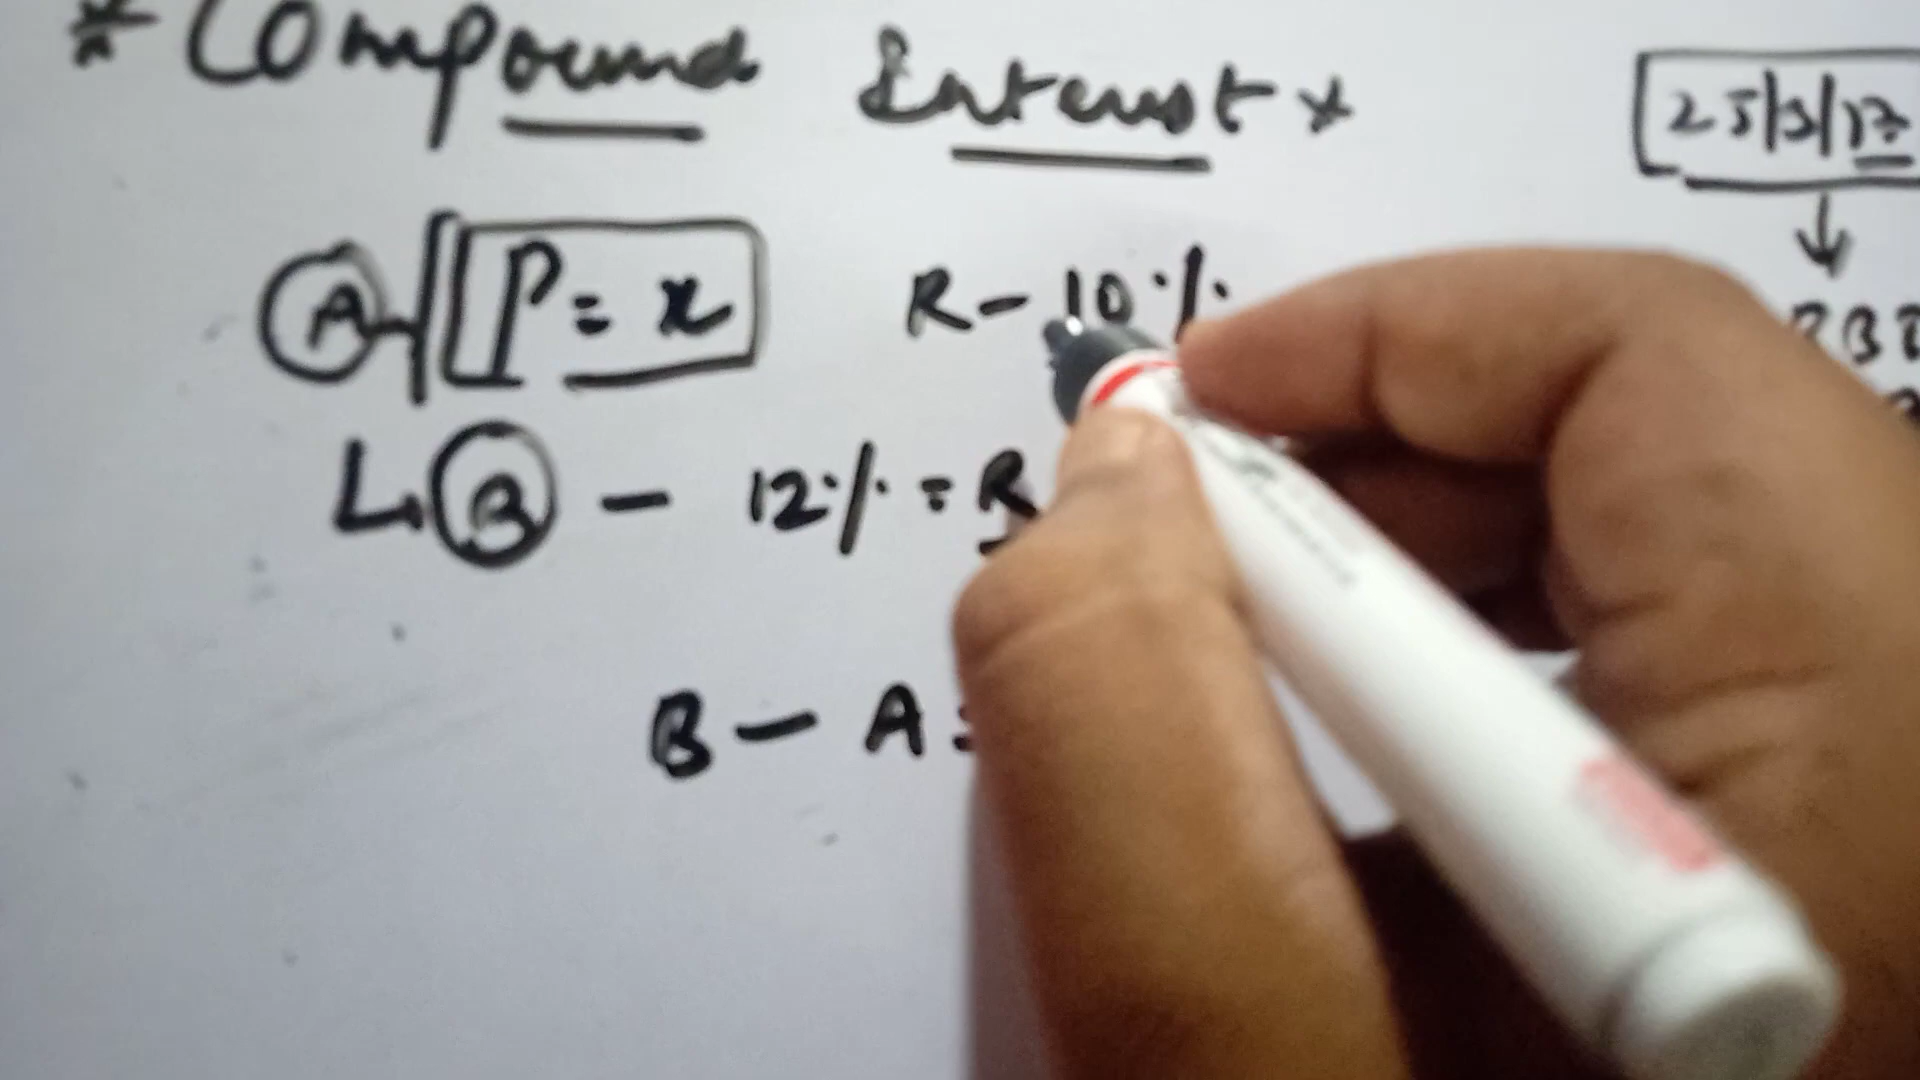 * Compound Interest *
25/3/17
A P = x R - 10%
B - 12% = R
B - A =